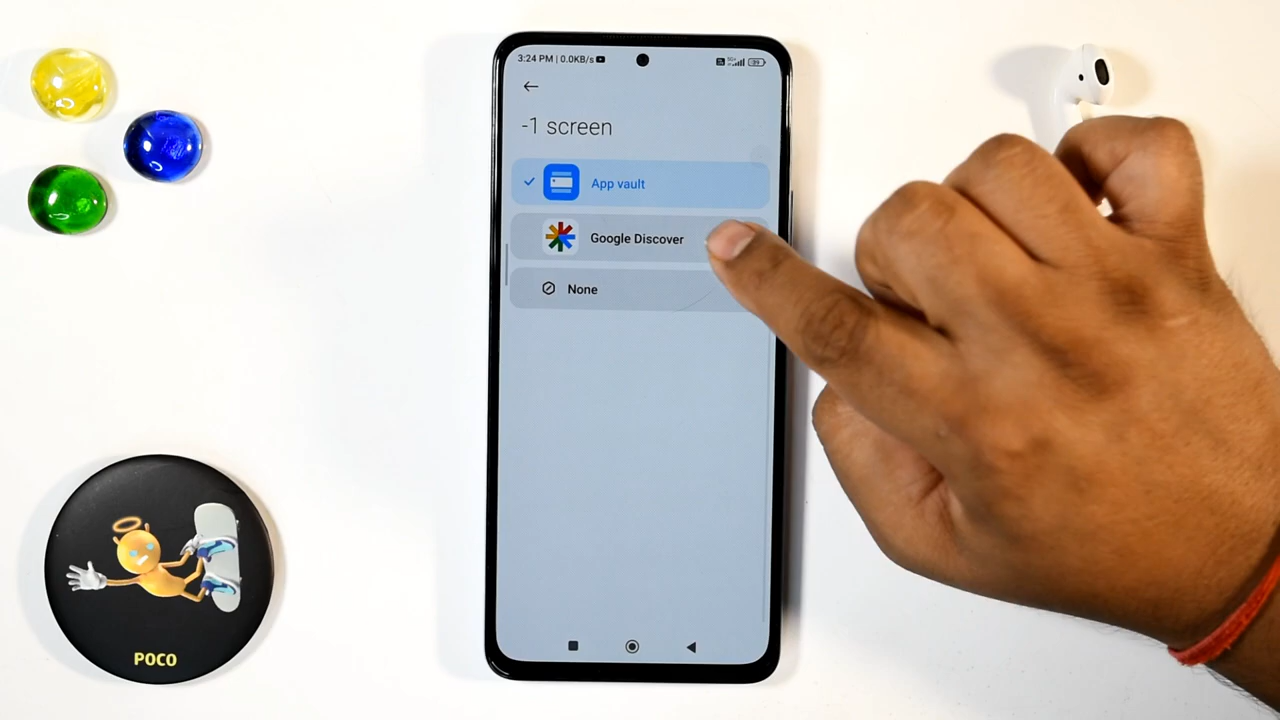 3:24 PM | 0.0KB/s
-1 screen
App vault
Google Discover
None
POCO